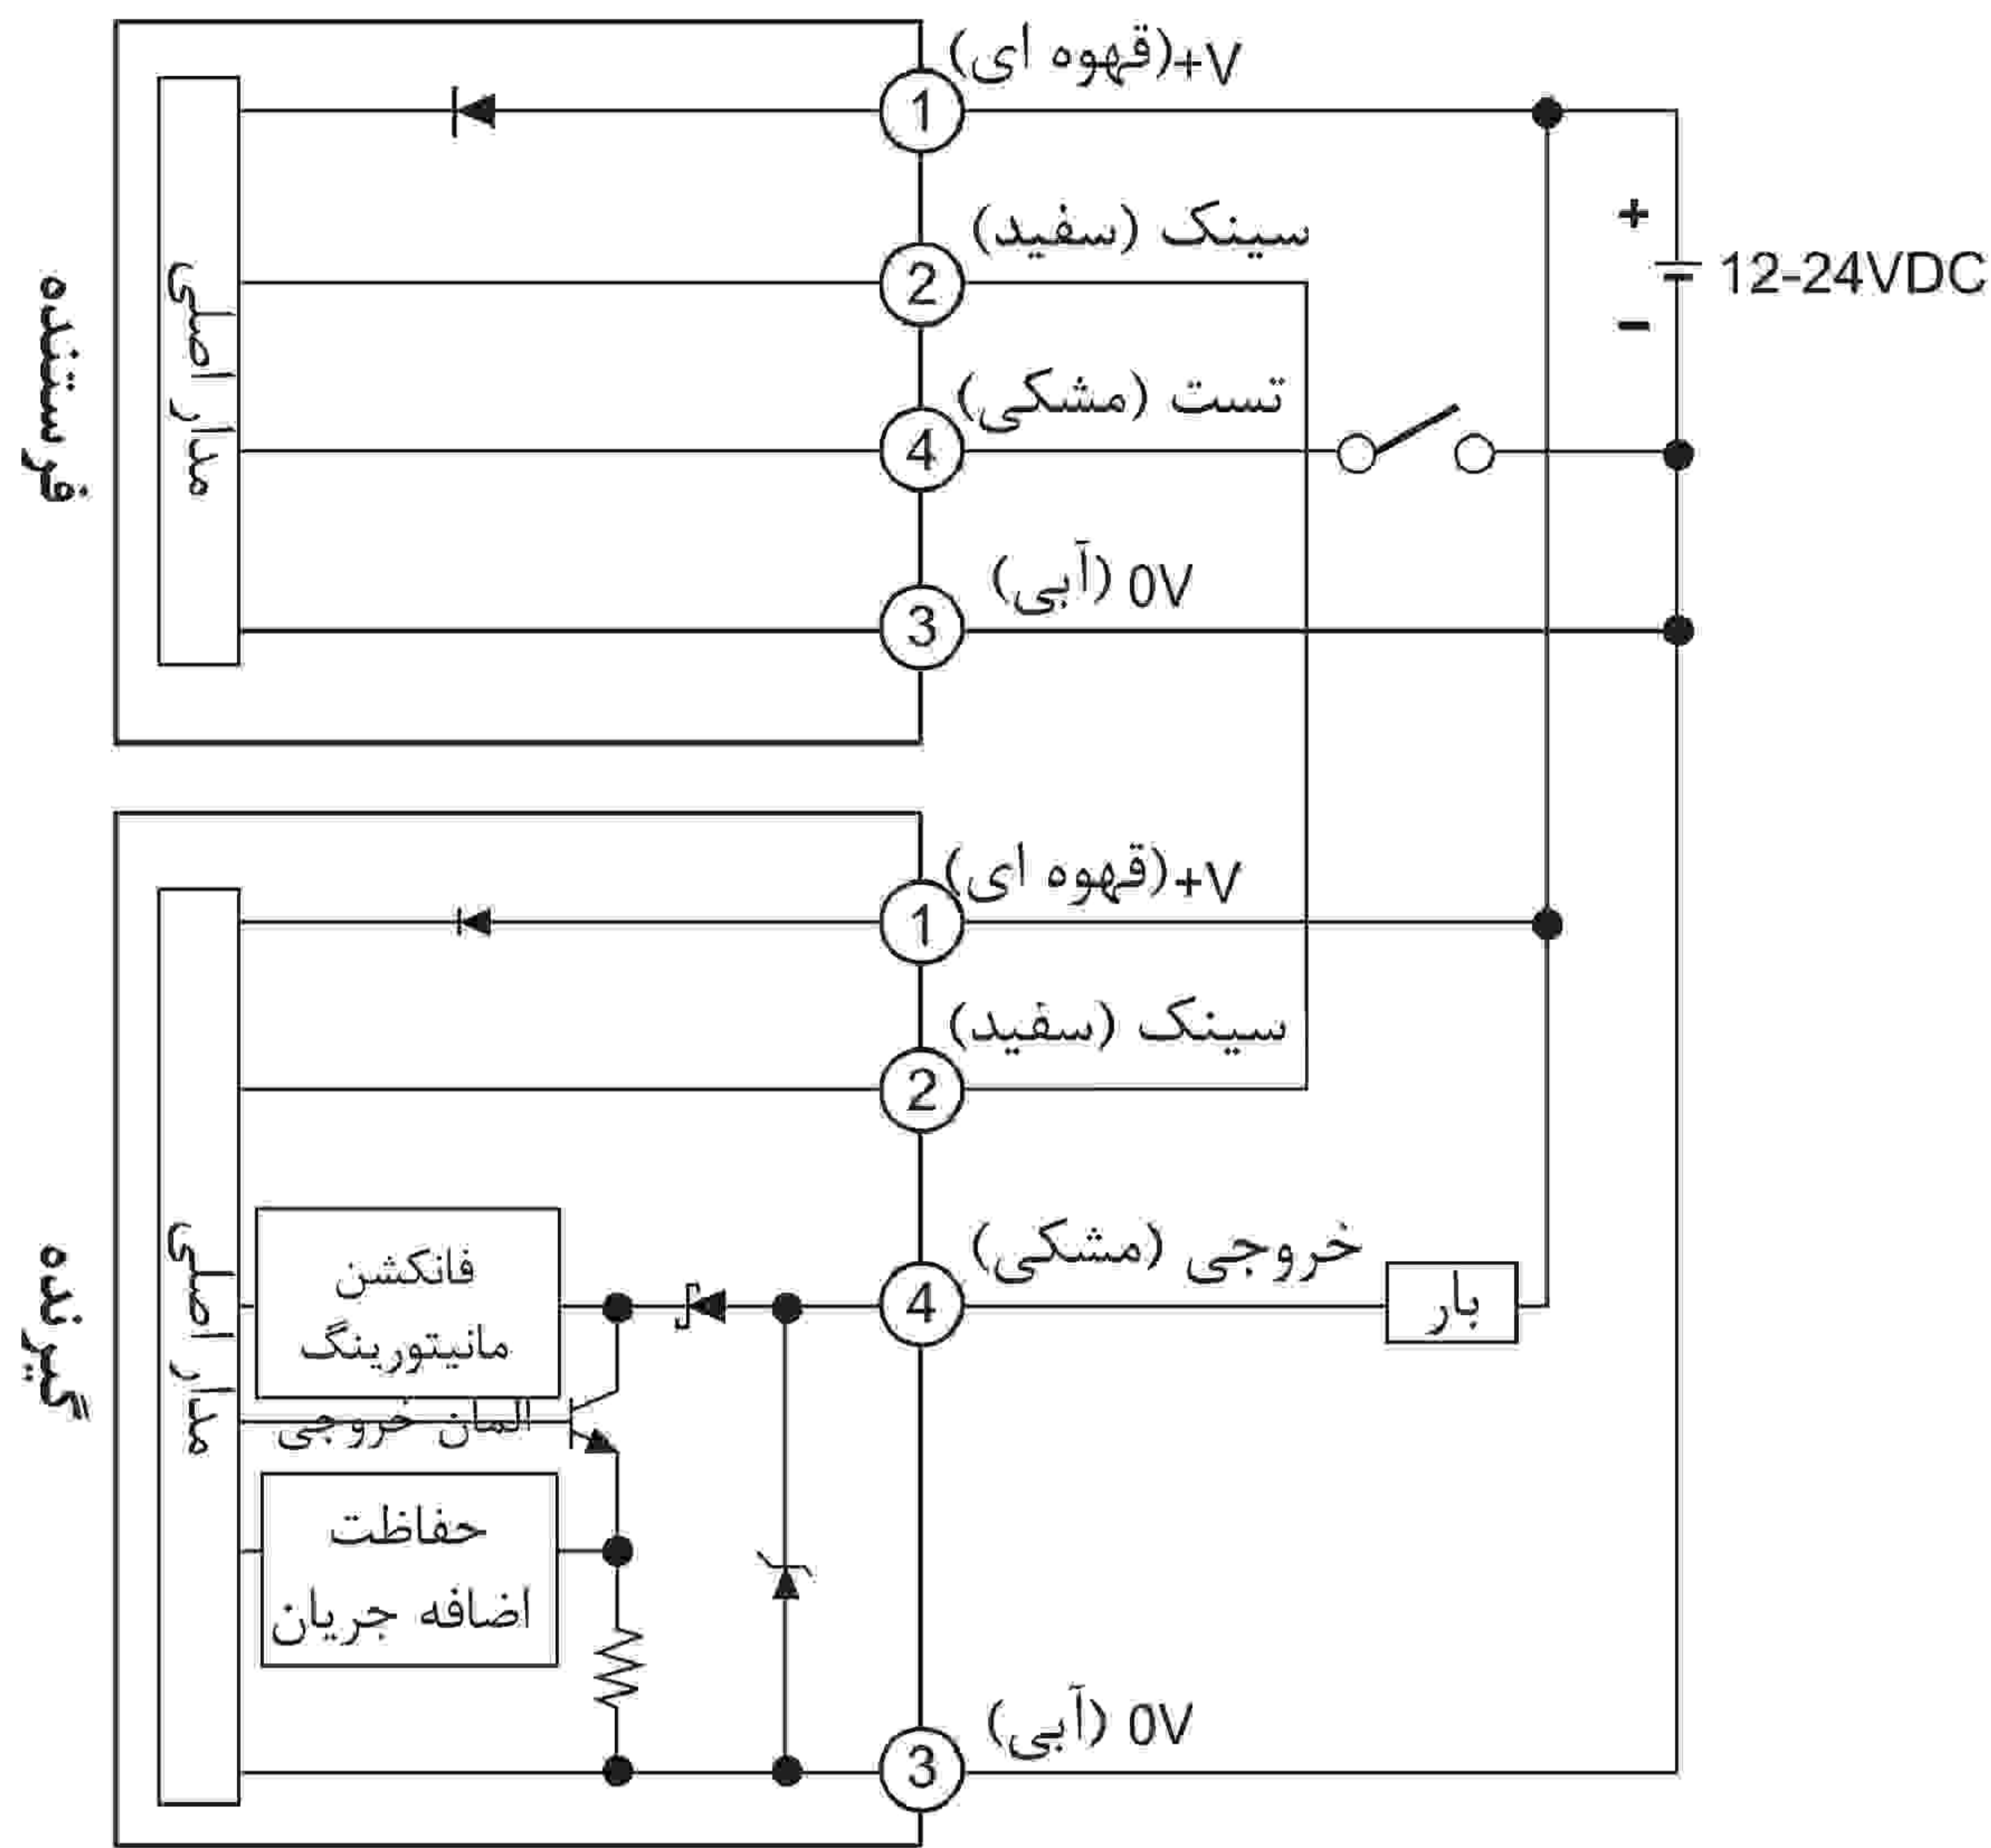 +V(قهوه ای)
1
سینک (سفید)
2
+
12-24VDC
-
تست (مشکی)
4
0V (آبی)
3
مدار اصلی
فرستنده
+V(قهوه ای)
1
سینک (سفید)
2
خروجی (مشکی)
4
بار
فانکشن
مانیتورینگ
المان خروجی
حفاظت
اضافه جریان
0V (آبی)
3
مدار اصلی
گیرنده